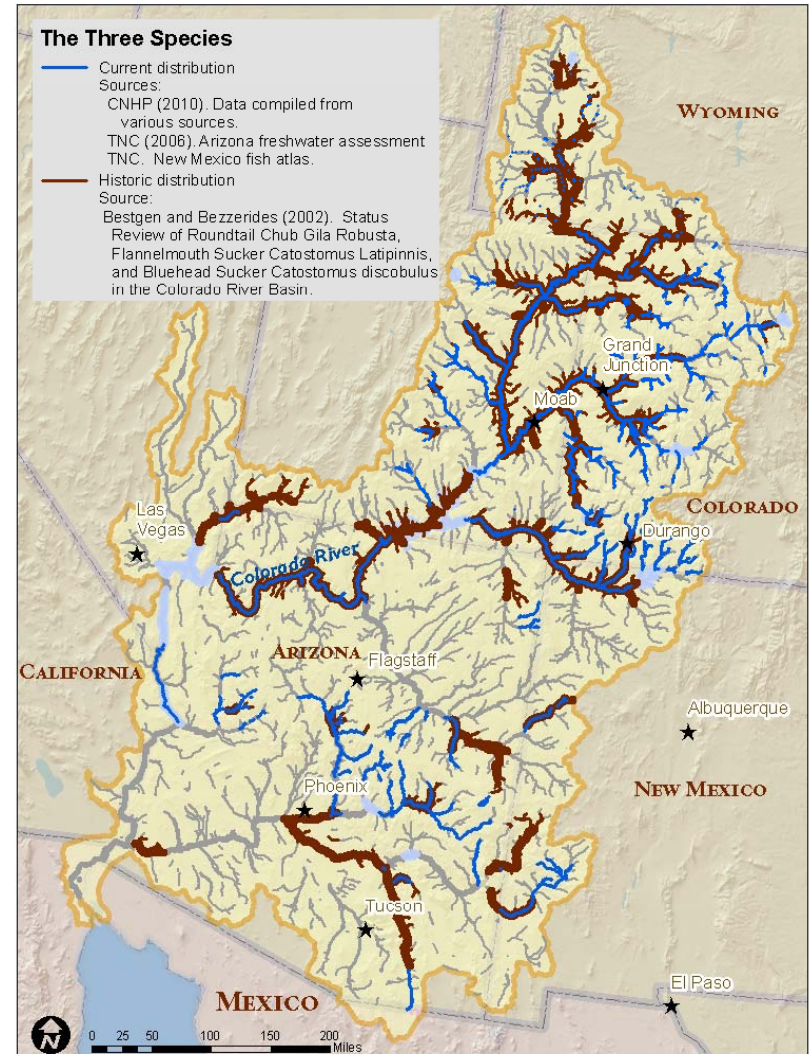 The Three Species
Current distribution
Sources:
CNHP (2010). Data compiled from
various sources.
TNC (2006). Arizona freshwater assessment
TNC. New Mexico fish atlas.
Historic distribution
Source:
Bestgen and Bezzerides (2002). Status
Review of Roundtail Chub Gila Robusta,
Flannelmouth Sucker Catostomus Latipinnis,
and Bluehead Sucker Catostomus discobulus
in the Colorado River Basin.
WYOMING
Grand
Junction
Moab
COLORADO
Las
Vegas
Durango
Colorado River
CALIFORNIA
ARIZONA
Flagstaff
Albuquerque
NEW MEXICO
Phoenix
Tucson
El Paso
MEXICO
N
0 25 50 100 150 200
Miles